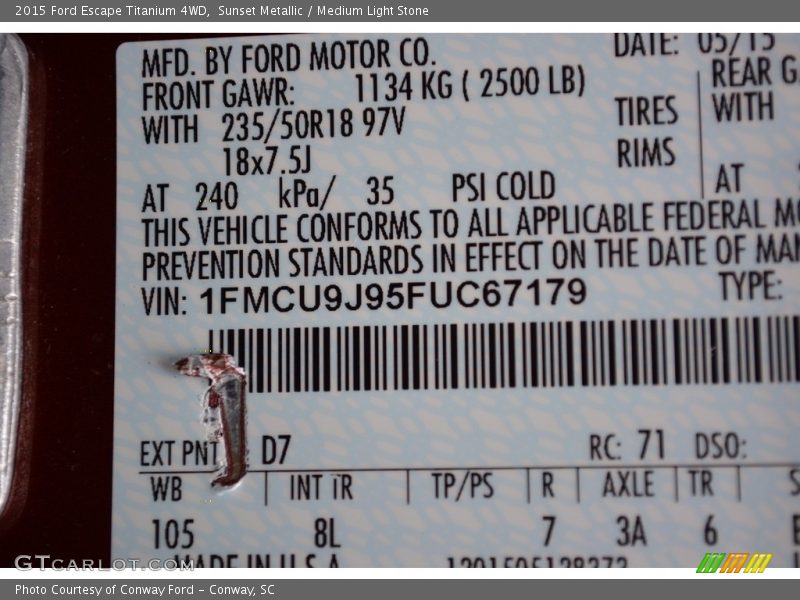 2015 Ford Escape Titanium 4WD, Sunset Metallic / Medium Light Stone
MFD. BY FORD MOTOR CO.
DATE: 05/15
FRONT GAWR: 1134 KG ( 2500 LB)
REAR G
WITH 235/50R18 97V
TIRES
WITH
18x7.5J
RIMS
AT 240 kPa/ 35 PSI COLD
AT
THIS VEHICLE CONFORMS TO ALL APPLICABLE FEDERAL MO
PREVENTION STANDARDS IN EFFECT ON THE DATE OF MAN
VIN: 1FMCU9J95FUC67179
TYPE:
EXT PNT D7 RC: 71 DSO:
WB INT TR TP/PS R AXLE TR S
105 8L 7 3A 6
MADE IN U.S.A.
GTCARLOT.COM
Photo Courtesy of Conway Ford – Conway, SC